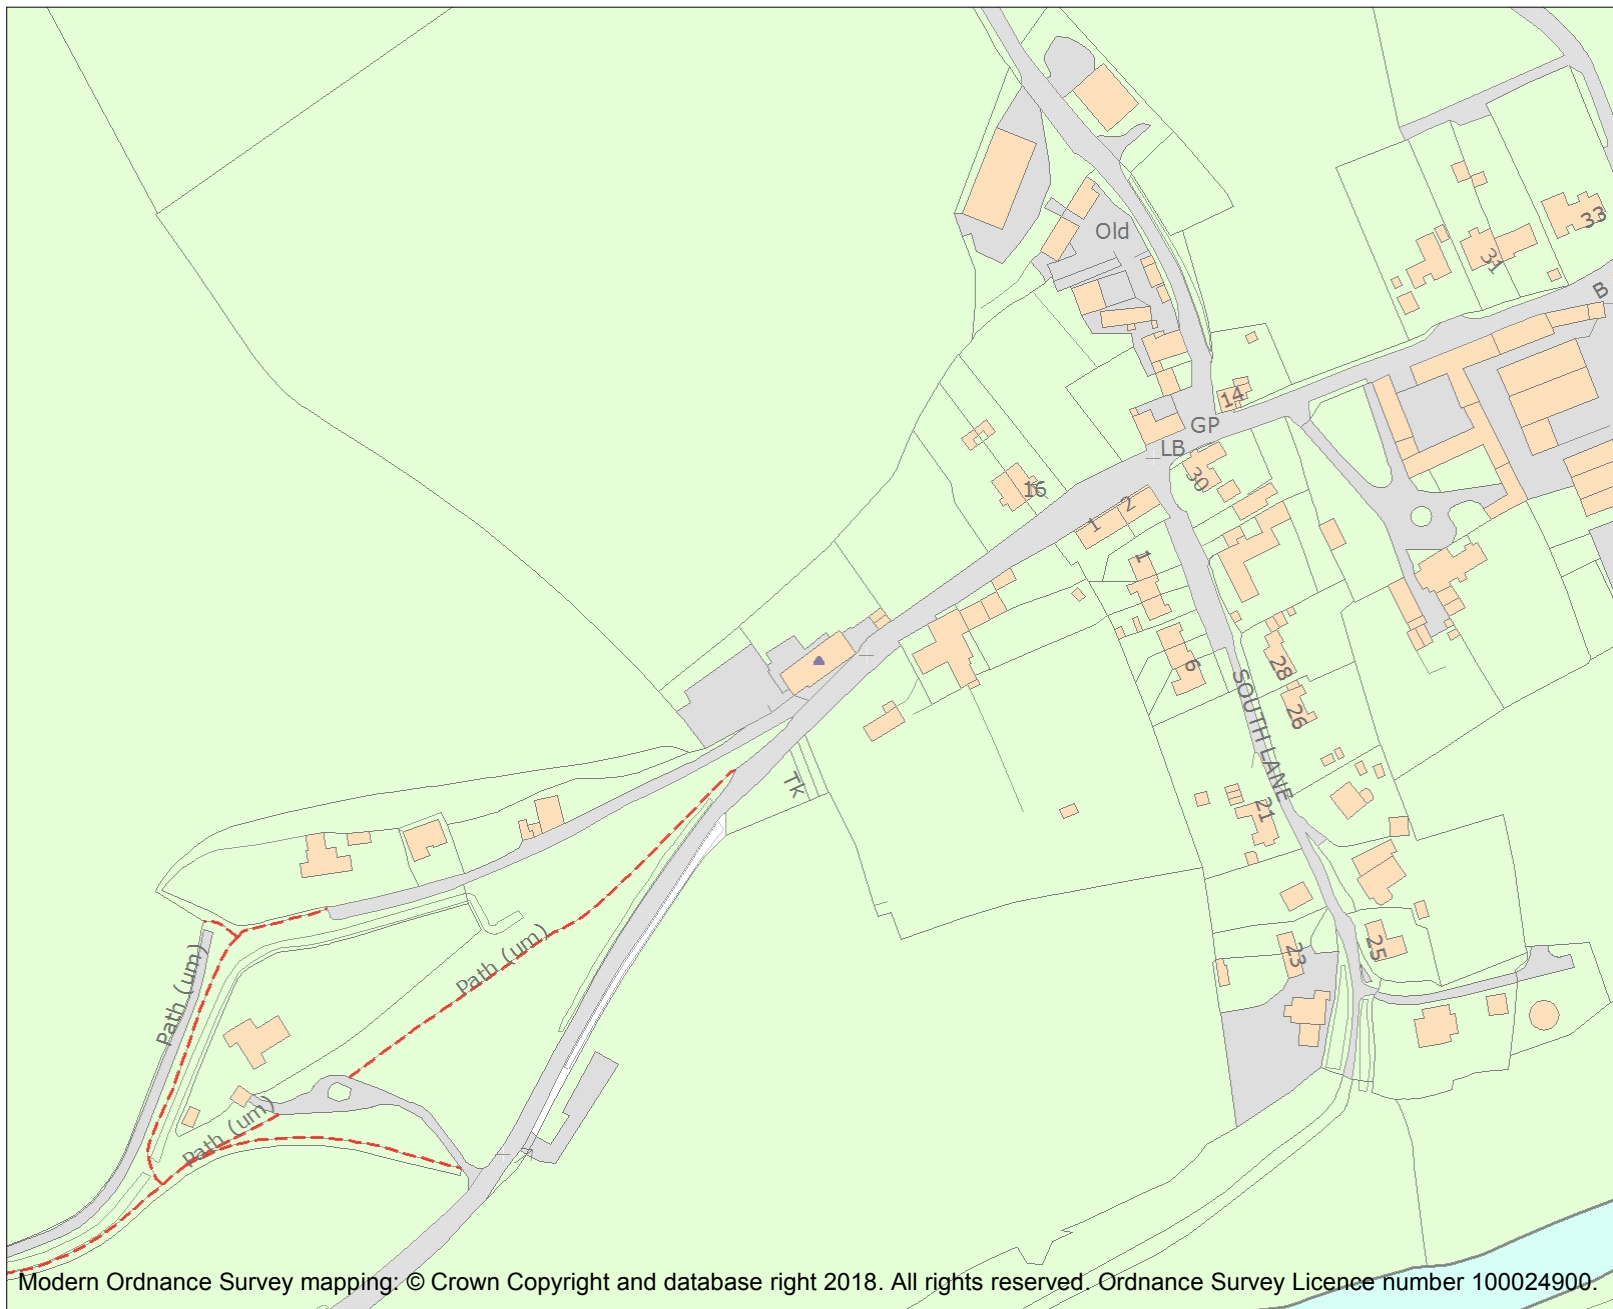 Old
33
31
B
14
GP
LB
30
16
1
2
1
6
28
SOUTH LANE
26
Tk
21
Path (um)
Path (um)
23
25
Path (um)
Modern Ordnance Survey mapping: © Crown Copyright and database right 2018. All rights reserved. Ordnance Survey Licence number 100024900.